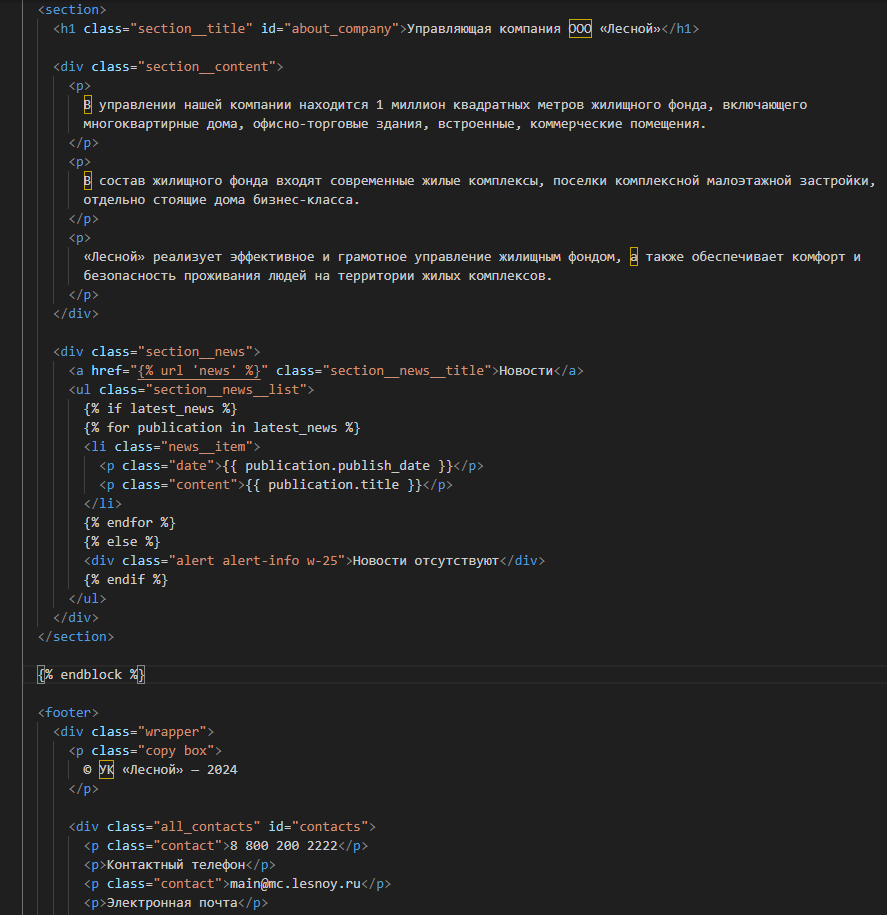 <section>
<h1 class="section__title" id="about_company">Управляющая компания ООО «Лесной»</h1>
<div class="section__content">
<p>
В управлении нашей компании находится 1 миллион квадратных метров жилищного фонда, включающего
многоквартирные дома, офисно-торговые здания, встроенные, коммерческие помещения.
</p>
<p>
В состав жилищного фонда входят современные жилые комплексы, поселки комплексной малоэтажной застройки,
отдельно стоящие дома бизнес-класса.
</p>
<p>
«Лесной» реализует эффективное и грамотное управление жилищным фондом, а также обеспечивает комфорт и
безопасность проживания людей на территории жилых комплексов.
</p>
</div>
<div class="section__news">
<a href="{% url 'news' %}" class="section__news__title">Новости</a>
<ul class="section__news__list">
{% if latest_news %}
{% for publication in latest_news %}
<li class="news__item">
<p class="date">{{ publication.publish_date }}</p>
<p class="content">{{ publication.title }}</p>
</li>
{% endfor %}
{% else %}
<div class="alert alert-info w-25">Новости отсутствуют</div>
{% endif %}
</ul>
</div>
</section>
{% endblock %}
<footer>
<div class="wrapper">
<p class="copy box">
© УК «Лесной» — 2024
</p>
<div class="all_contacts" id="contacts">
<p class="contact">8 800 200 2222</p>
<p>Контактный телефон</p>
<p class="contact">main@mc.lesnoy.ru</p>
<p>Электронная почта</p>